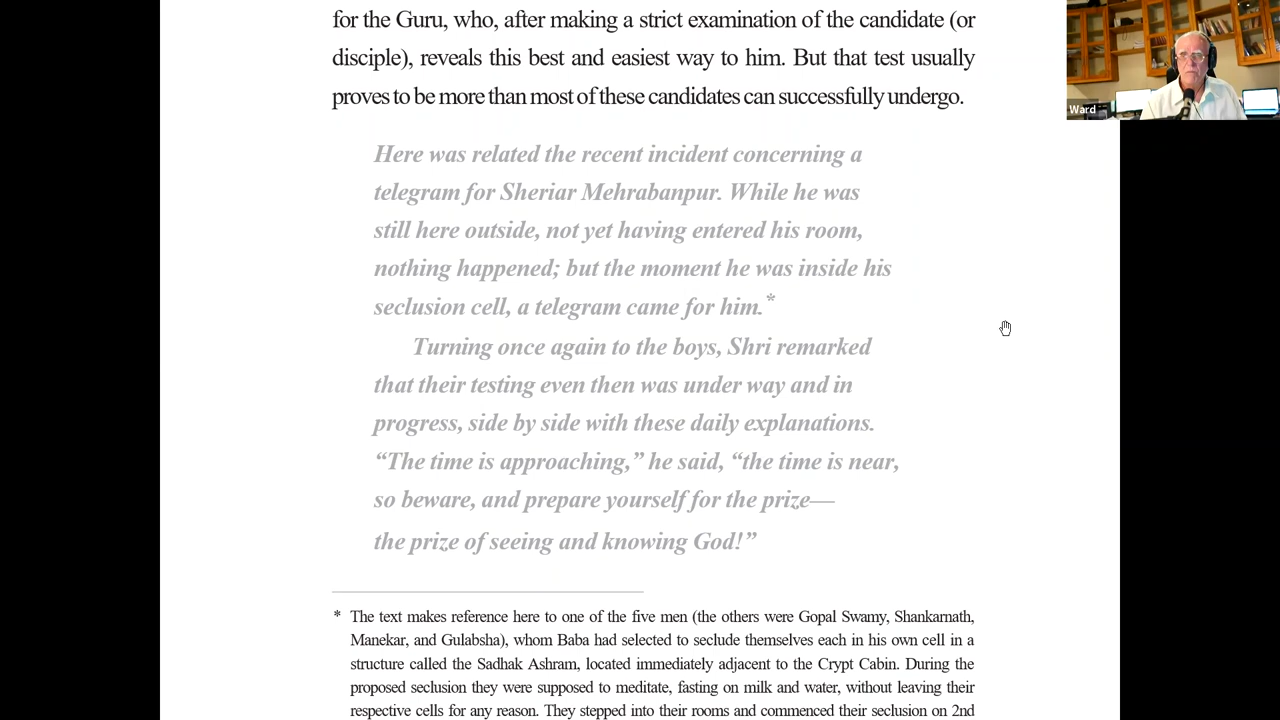 for the Guru, who, after making a strict examination of the candidate (or
disciple), reveals this best and easiest way to him. But that test usually
proves to be more than most of these candidates can successfully undergo.
Ward
Here was related the recent incident concerning a
telegram for Sheriar Mehrabanpur. While he was
still here outside, not yet having entered his room,
nothing happened; but the moment he was inside his
seclusion cell, a telegram came for him.*
Turning once again to the boys, Shri remarked
that their testing even then was under way and in
progress, side by side with these daily explanations.
“The time is approaching,” he said, “the time is near,
so beware, and prepare yourself for the prize—
the prize of seeing and knowing God!”
* The text makes reference here to one of the five men (the others were Gopal Swamy, Shankarnath,
Manekar, and Gulabsha), whom Baba had selected to seclude themselves each in his own cell in a
structure called the Sadhak Ashram, located immediately adjacent to the Crypt Cabin. During the
proposed seclusion they were supposed to meditate, fasting on milk and water, without leaving their
respective cells for any reason. They stepped into their rooms and commenced their seclusion on 2nd